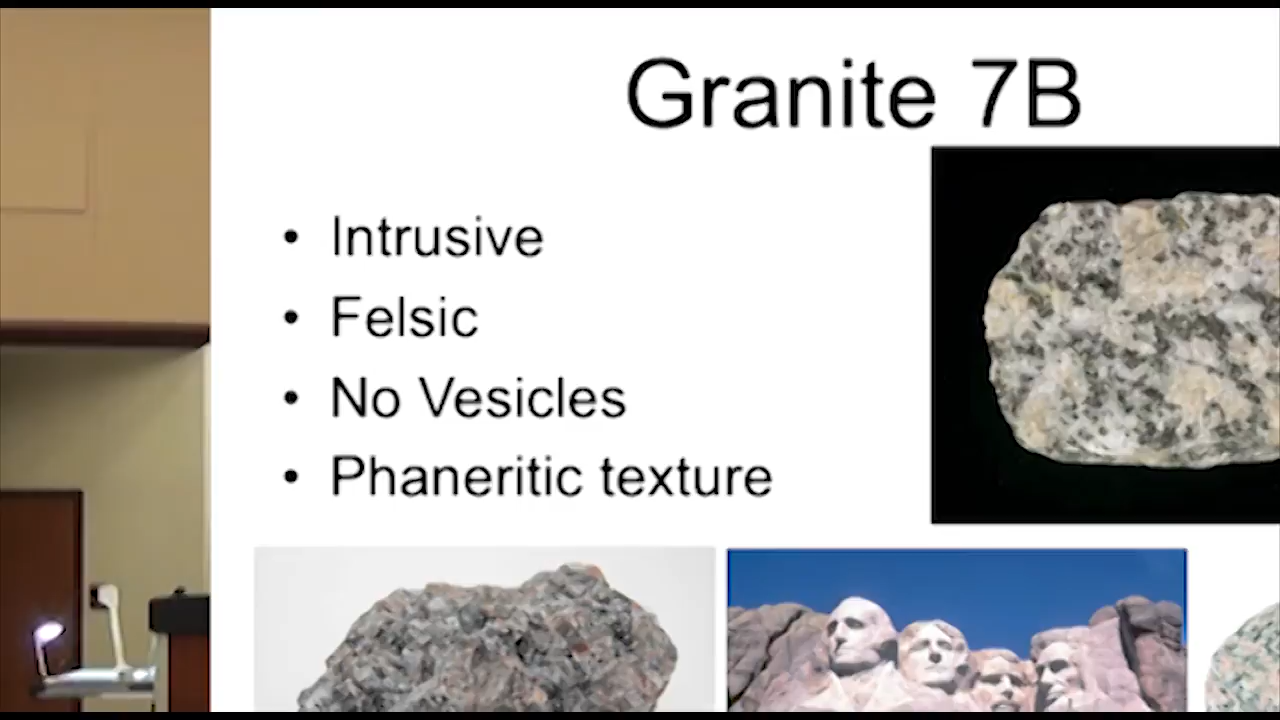 Granite 7B
• Intrusive
• Felsic
• No Vesicles
• Phaneritic texture